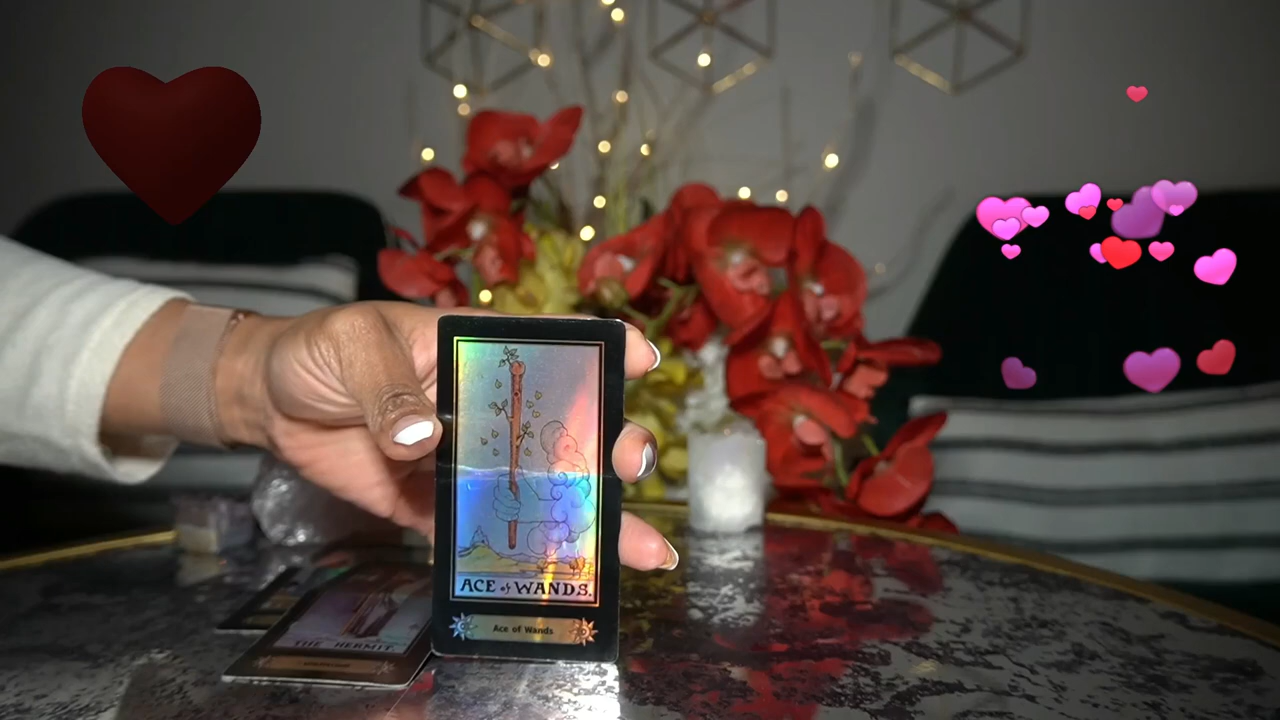 ACE of WANDS.
Ace of Wands
THE HERMIT.